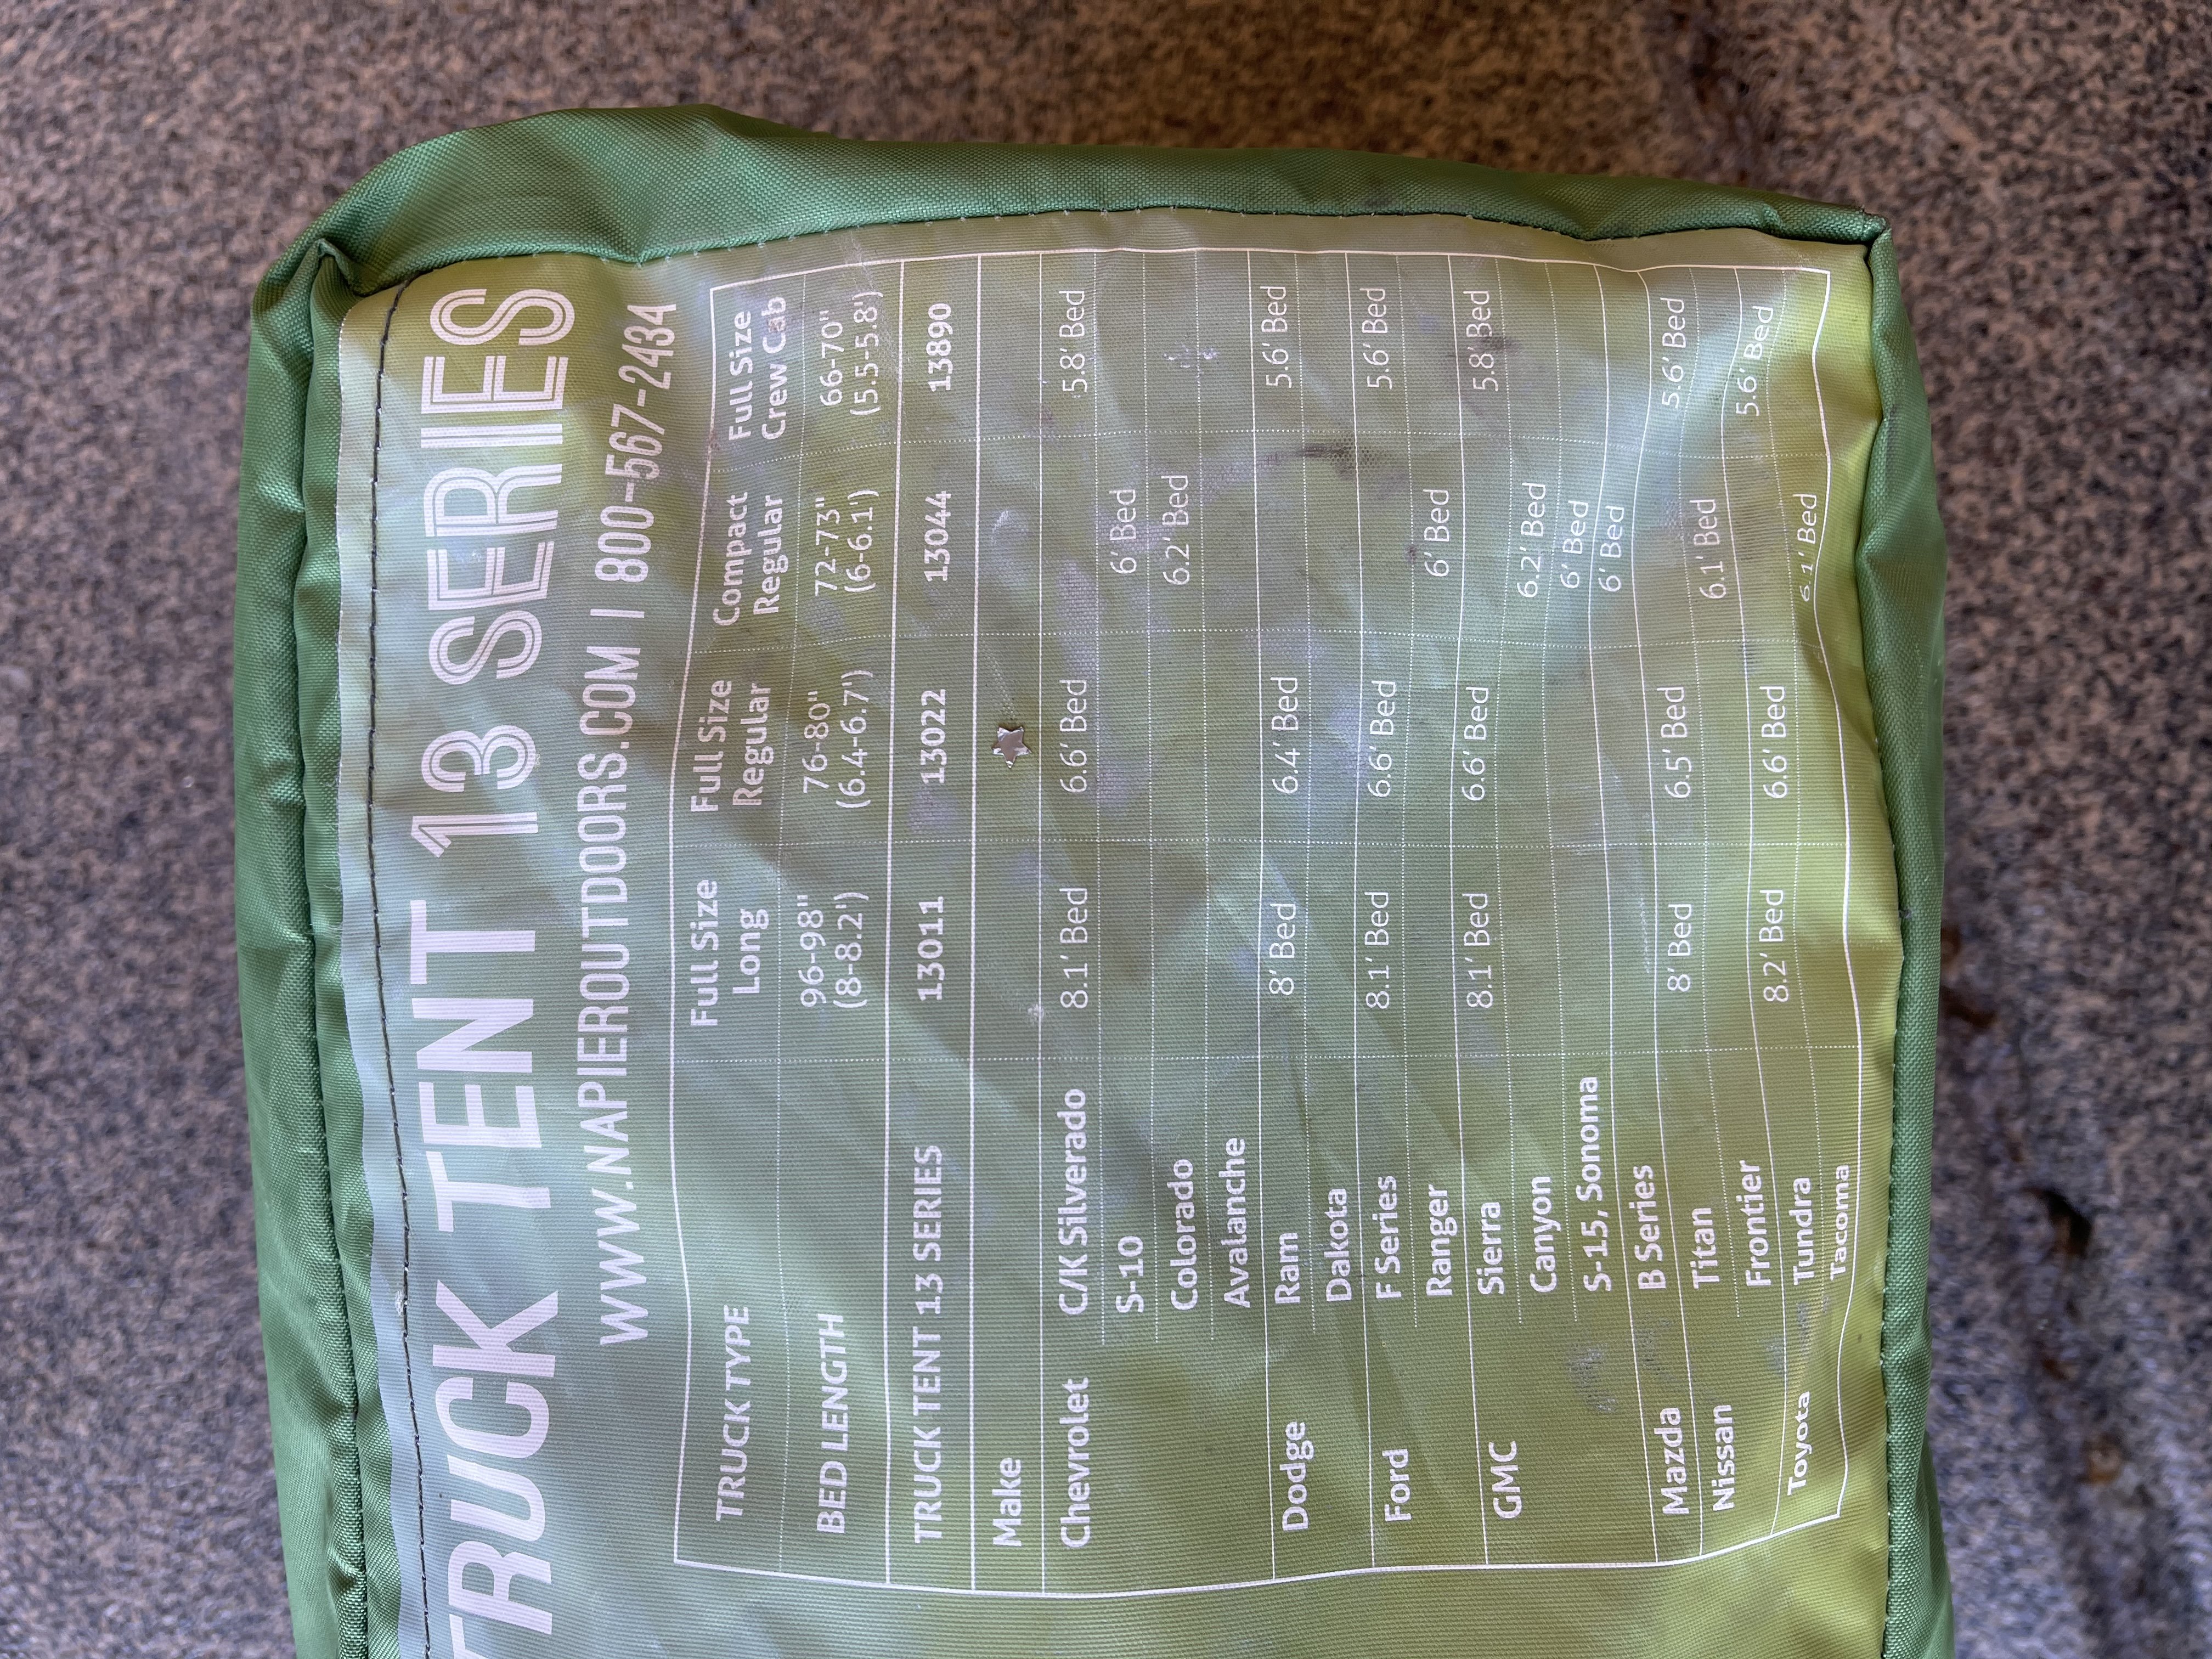 TRUCK TENT 13 SERIES
WWW.NAPIEROUTDOORS.COM | 800-567-2434
TRUCK TYPE Full Size Long Full Size Regular Compact Regular Full Size Crew Cab
BED LENGTH 96-98" (8-8.2') 76-80" (6.4-6.7') 72-73" (6-6.1) 66-70" (5.5-5.8')
TRUCK TENT 13 SERIES 13011 13022 13044 13890
Make
Chevrolet C/K Silverado 8.1' Bed 6.6' Bed 5.8' Bed
S-10 6' Bed
Colorado 6.2' Bed
Avalanche
Dodge Ram 8' Bed 6.4' Bed 5.6' Bed
Dakota
Ford F Series 8.1' Bed 6.6' Bed 5.6' Bed
Ranger 6' Bed
GMC Sierra 8.1' Bed 6.6' Bed 5.8' Bed
Canyon 6.2' Bed
S-15, Sonoma 6' Bed
Mazda B Series 6' Bed
Nissan Titan 8' Bed 6.5' Bed 5.6' Bed
Frontier 6.1' Bed
Toyota Tundra 8.2' Bed 6.6' Bed 5.6' Bed
Tacoma 6.1' Bed